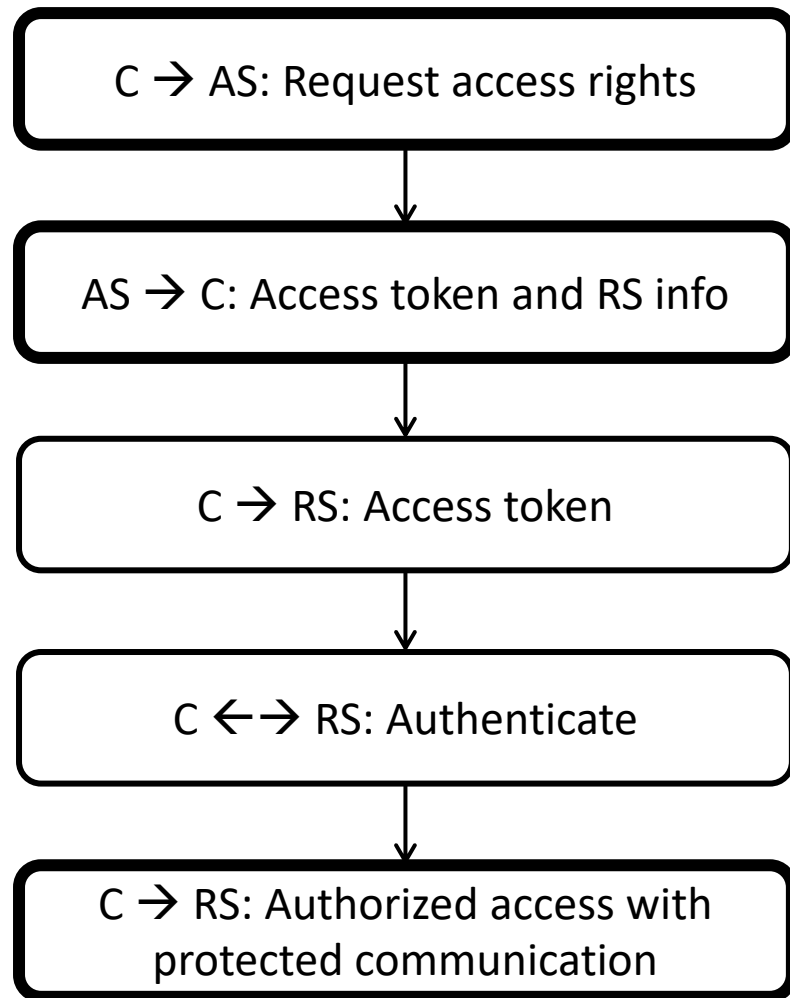 C → AS: Request access rights
AS → C: Access token and RS info
C → RS: Access token
C ←→ RS: Authenticate
C → RS: Authorized access with
protected communication